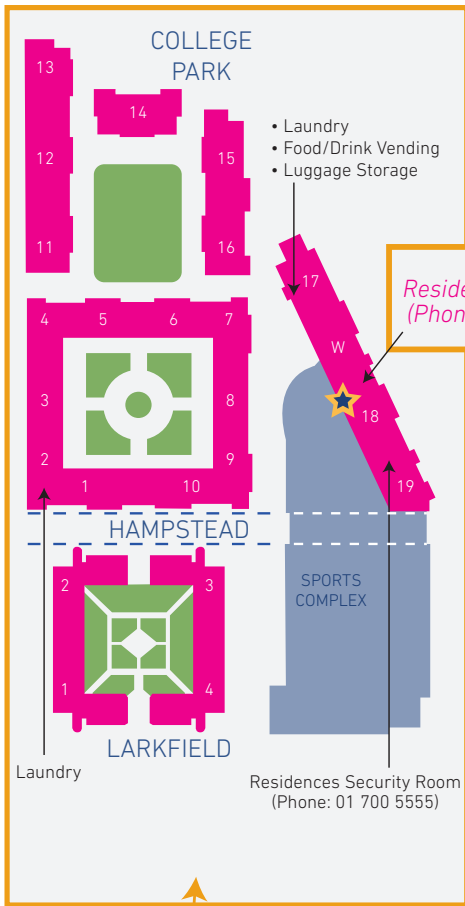 COLLEGE
PARK
13
14
• Laundry
• Food/Drink Vending
• Luggage Storage
12
15
11
16
17
4 5 6 7
(Phon
W
3
8
18
2
9
1
10
19
HAMPSTEAD
2
3
SPORTS
COMPLEX
1
4
LARKFIELD
Laundry
Residences Security Room
(Phone: 01 700 5555)